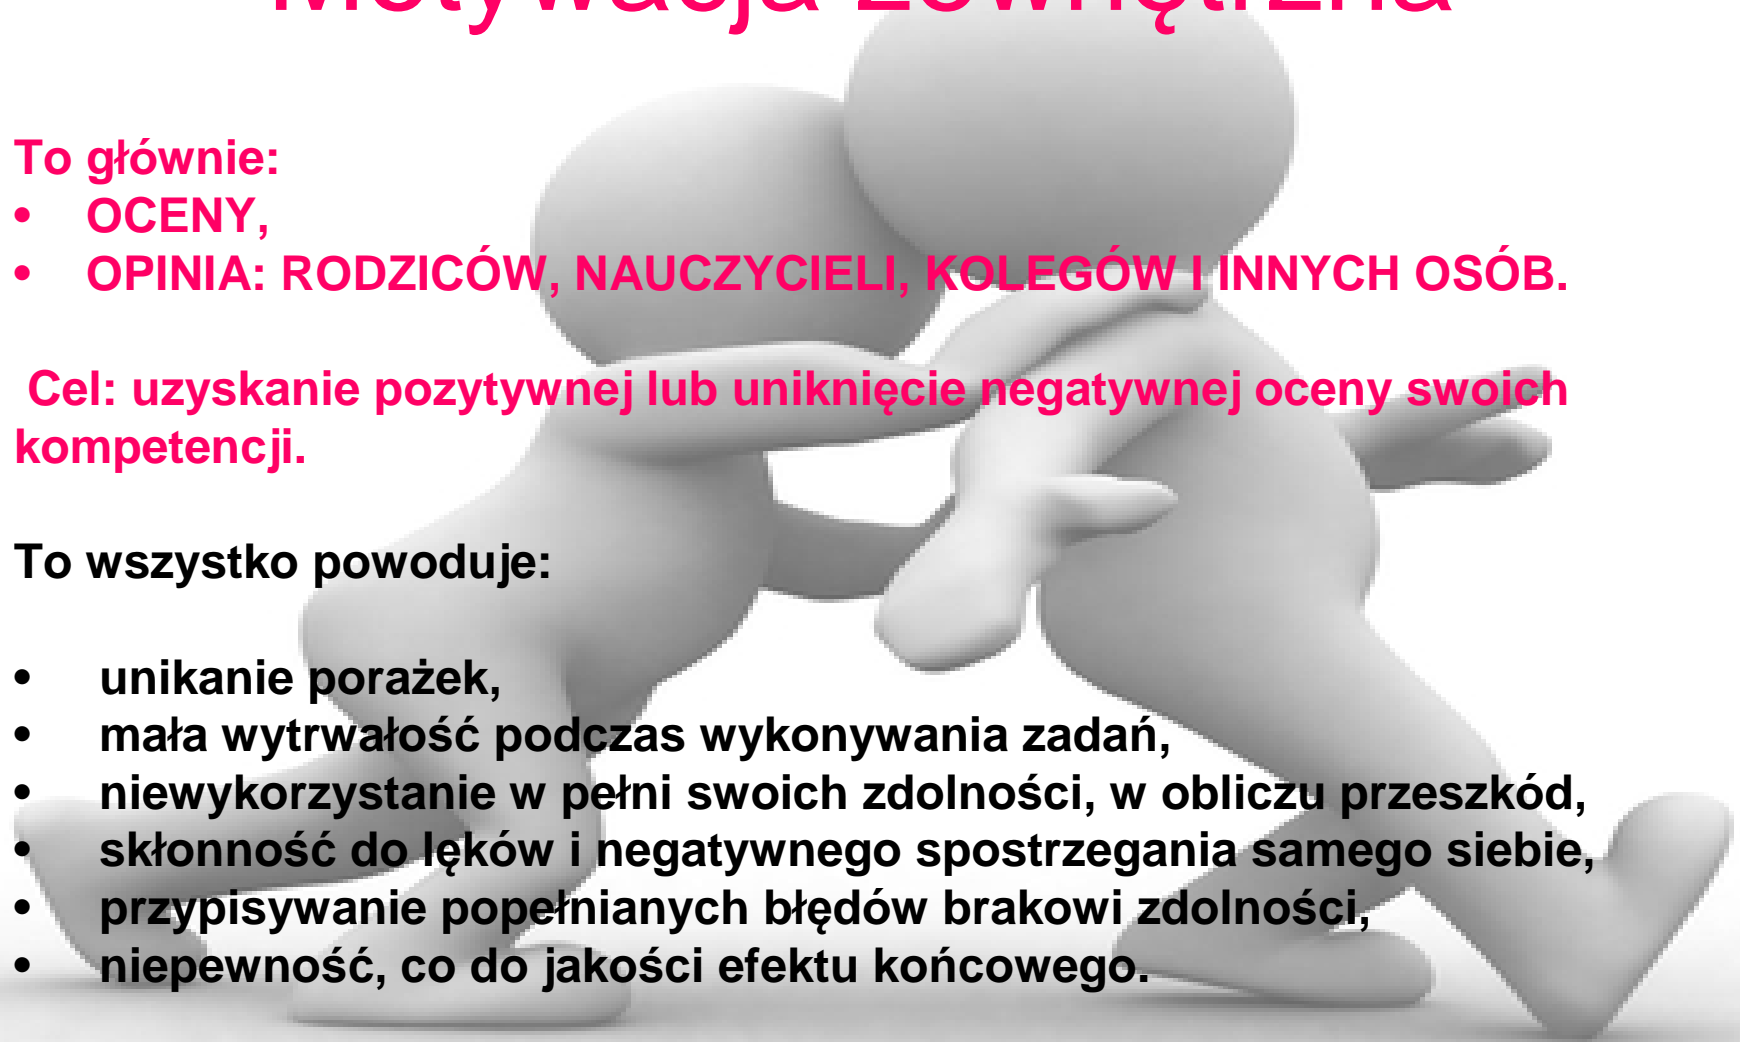 Motywacja zewnętrzna
To głównie:
• OCENY,
• OPINIA: RODZICÓW, NAUCZYCIELI, KOLEGÓW I INNYCH OSÓB.
Cel: uzyskanie pozytywnej lub uniknięcie negatywnej oceny swoich
kompetencji.
To wszystko powoduje:
• unikanie porażek,
• mała wytrwałość podczas wykonywania zadań,
• niewykorzystanie w pełni swoich zdolności, w obliczu przeszkód,
• skłonność do lęków i negatywnego spostrzegania samego siebie,
• przypisywanie popełnianych błędów brakowi zdolności,
• niepewność, co do jakości efektu końcowego.